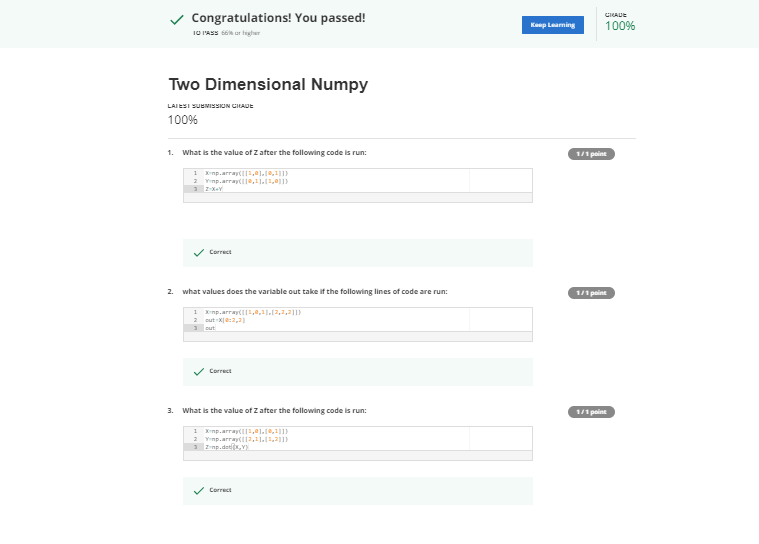 Congratulations! You passed!
TO PASS 66% or higher
Keep Learning
GRADE
100%
Two Dimensional Numpy
LATEST SUBMISSION GRADE
100%
1. What is the value of Z after the following code is run:
1 / 1 point
1 X=np.array([[1,0],[0,1]])
2 Y=np.array([[0,1],[1,0]])
3 Z=X+Y
Correct
2. what values does the variable out take if the following lines of code are run:
1 / 1 point
1 X=np.array([[1,0,1],[2,2,2]])
2 out=X[0:2,2]
3 out
Correct
3. What is the value of Z after the following code is run:
1 / 1 point
1 X=np.array([[1,0],[0,1]])
2 Y=np.array([[2,1],[1,2]])
3 Z=np.dot(X,Y)
Correct